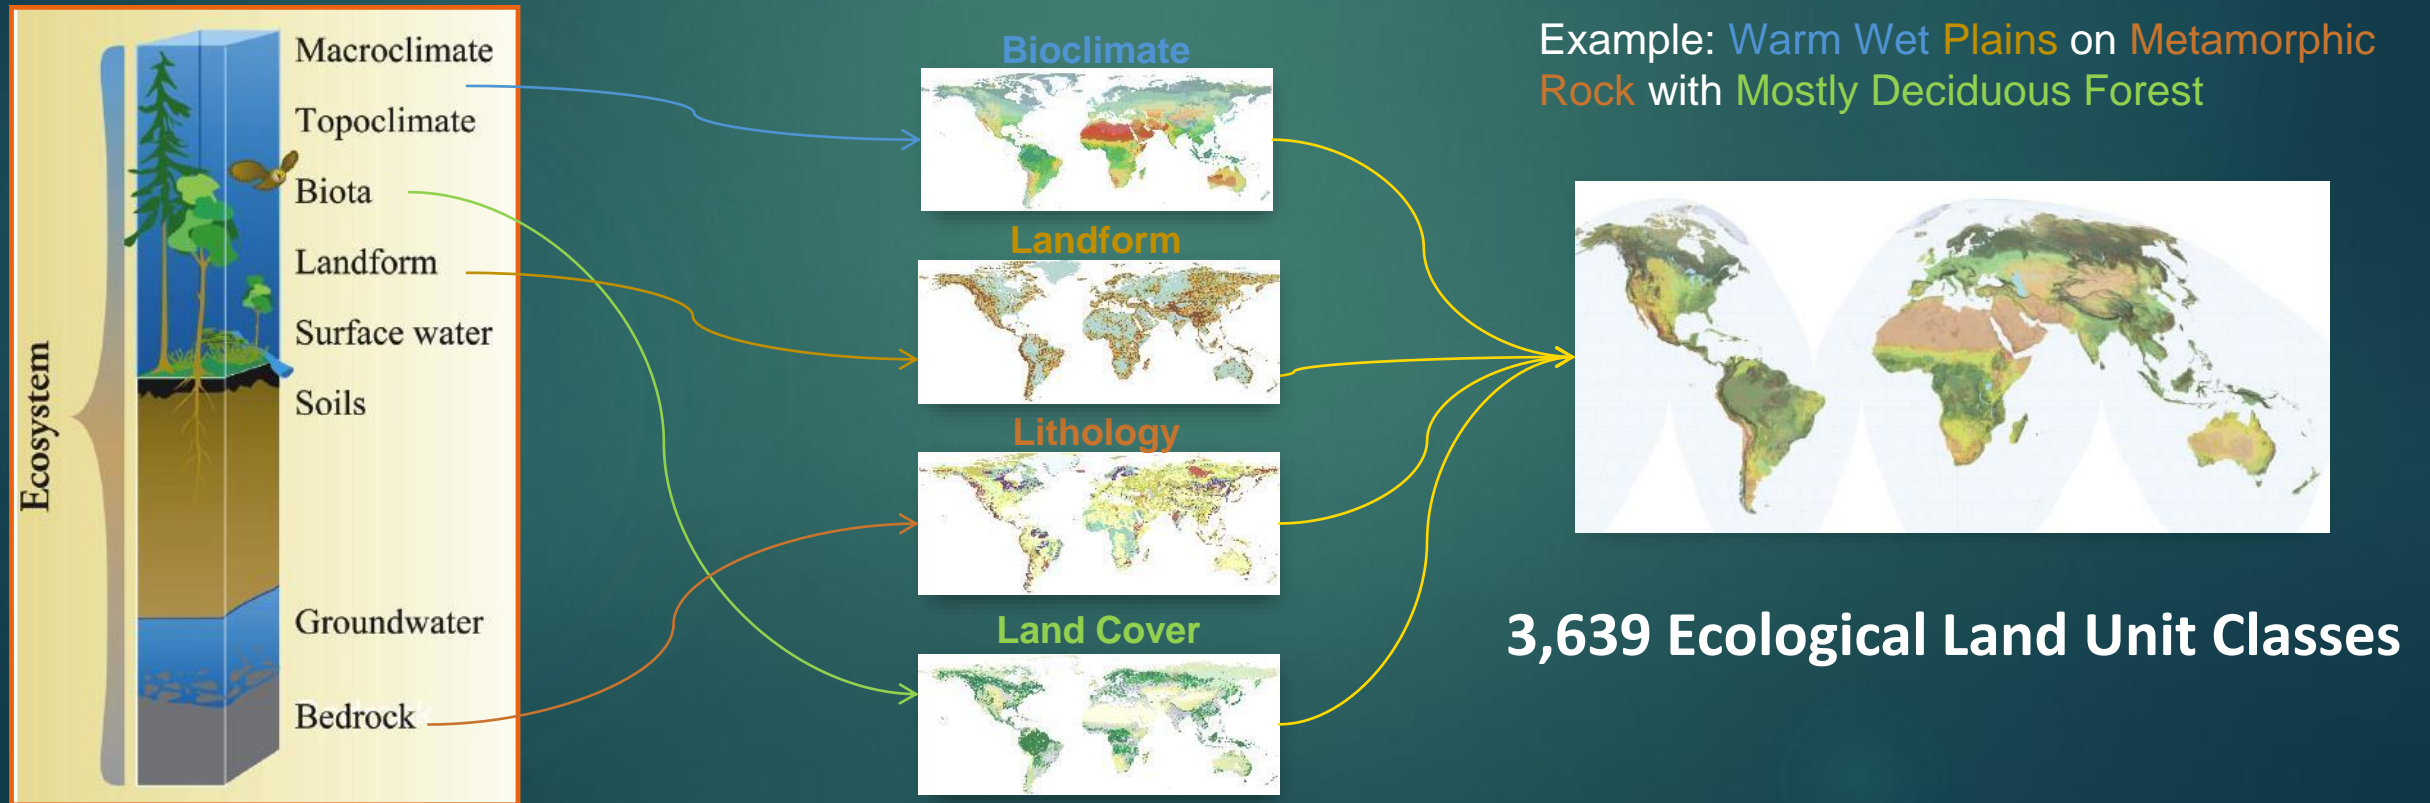 Ecosystem
Macroclimate
Topoclimate
Biota
Landform
Surface water
Soils
Groundwater
Bedrock
Bioclimate
Landform
Lithology
Land Cover
Example: Warm Wet Plains on Metamorphic
Rock with Mostly Deciduous Forest
3,639 Ecological Land Unit Classes